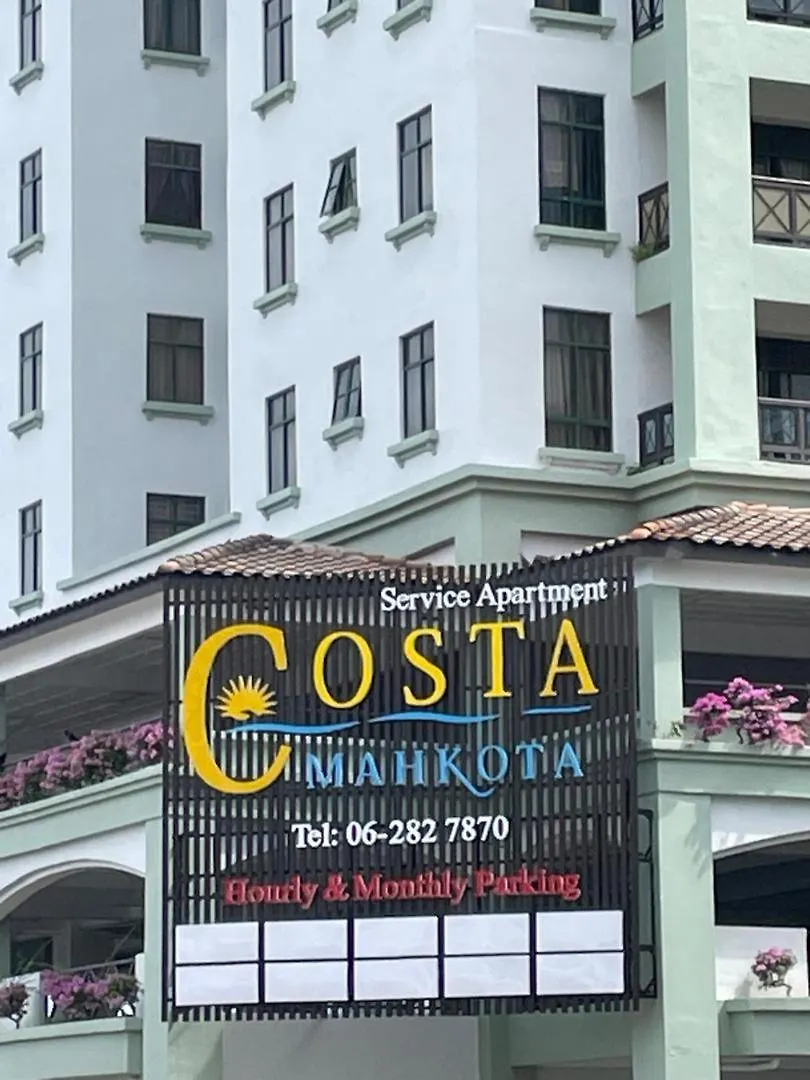 Service Apartment
COSTA
MAHKOTA
Tel: 06-282 7870
Hourly & Monthly Parking